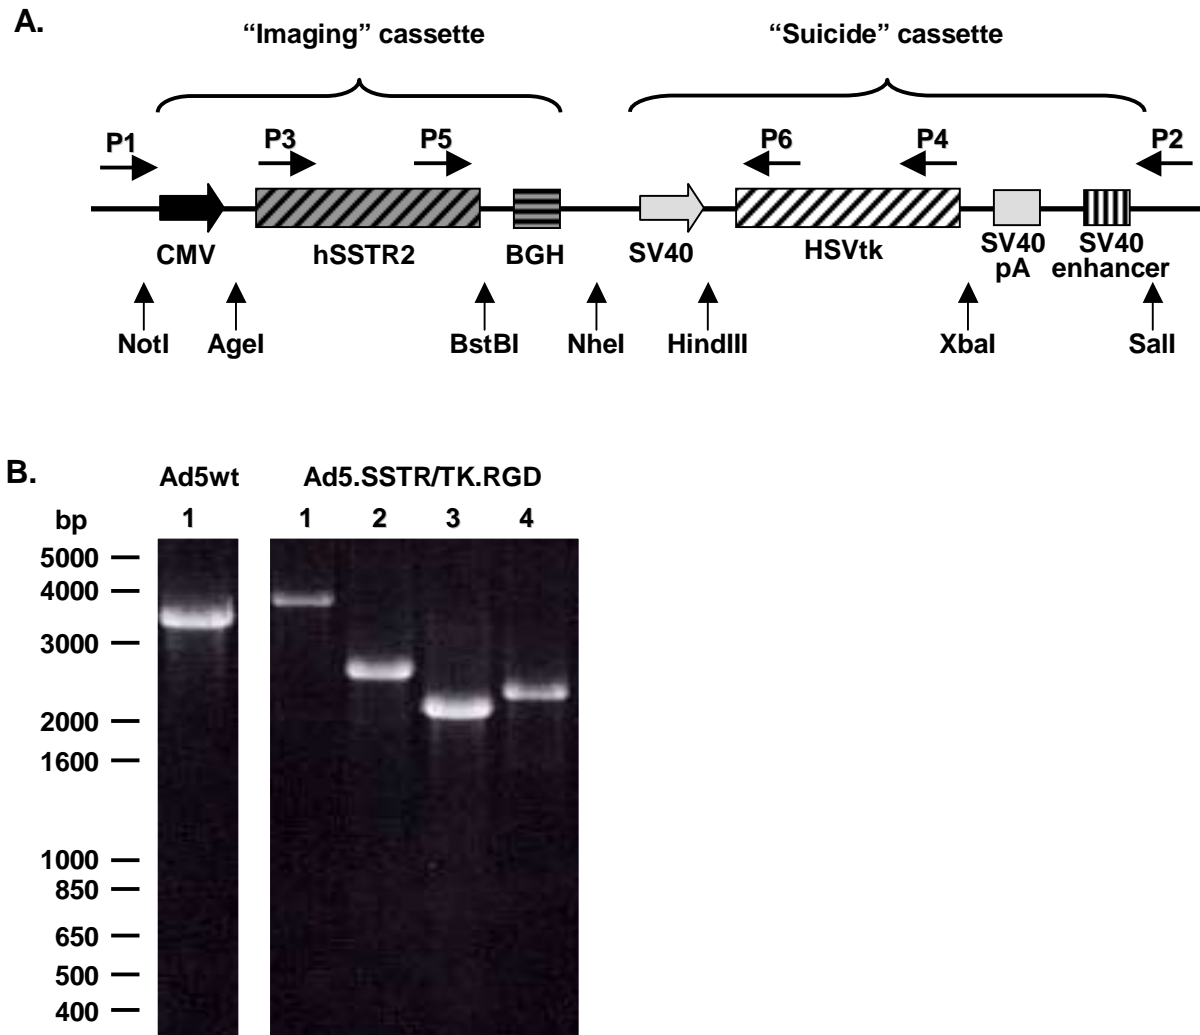 A.
“Imaging” cassette
“Suicide” cassette
P1
P3
P5
P6
P4
P2
CMV
hSSTR2
BGH
SV40
HSVtk
SV40
pA
SV40
enhancer
NotI
AgeI
BstBI
NheI
HindIII
XbaI
SalI
B.
Ad5wt
Ad5.SSTR/TK.RGD
bp
1
1
2
3
4
5000
4000
3000
2000
1600
1000
850
650
500
400